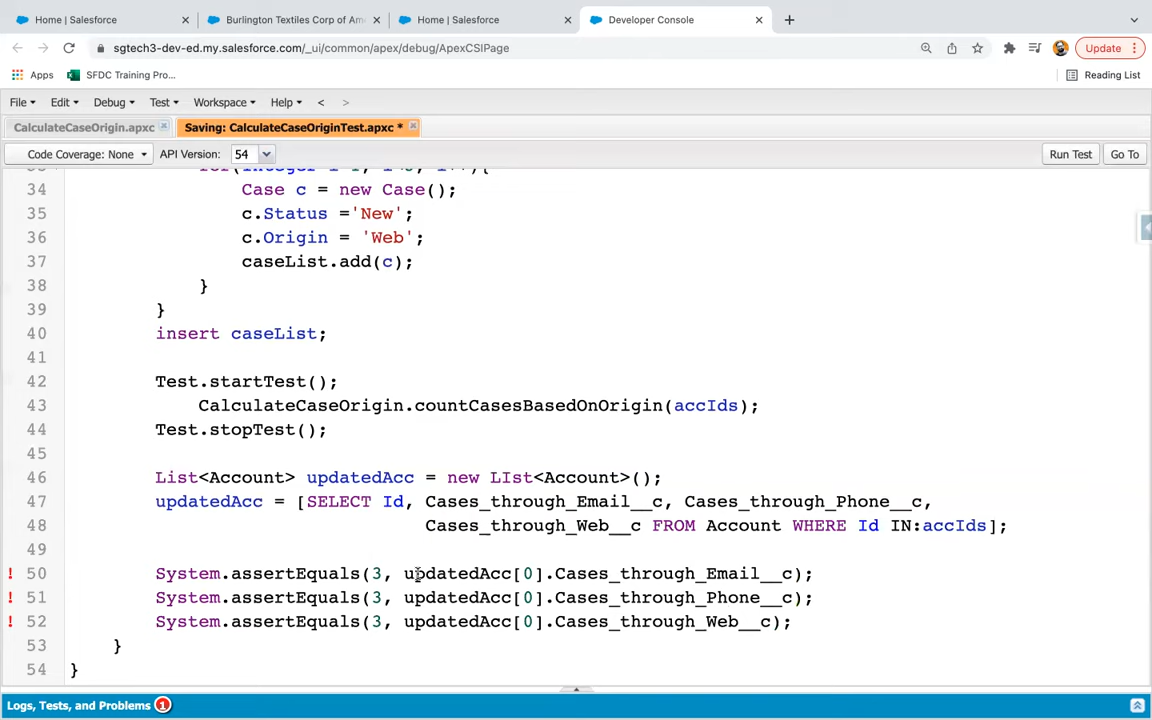 Home | Salesforce
Burlington Textiles Corp of Am
Home | Salesforce
Developer Console
sgtech3-dev-ed.my.salesforce.com/_ui/common/apex/debug/ApexCSIPage
Update
Apps
SFDC Training Pro...
Reading List
File
Edit
Debug
Test
Workspace
Help
<
>
CalculateCaseOrigin.apxc
Saving: CalculateCaseOriginTest.apxc *
Code Coverage: None
API Version:
54
Run Test
Go To
34 Case c = new Case();
35 c.Status ='New';
36 c.Origin = 'Web';
37 caseList.add(c);
38 }
39 }
40 insert caseList;
41
42 Test.startTest();
43 CalculateCaseOrigin.countCasesBasedOnOrigin(accIds);
44 Test.stopTest();
45
46 List<Account> updatedAcc = new LIst<Account>();
47 updatedAcc = [SELECT Id, Cases_through_Email__c, Cases_through_Phone__c,
48 Cases_through_Web__c FROM Account WHERE Id IN:accIds];
49
! 50 System.assertEquals(3, updatedAcc[0].Cases_through_Email__c);
! 51 System.assertEquals(3, updatedAcc[0].Cases_through_Phone__c);
! 52 System.assertEquals(3, updatedAcc[0].Cases_through_Web__c);
53 }
54 }
Logs, Tests, and Problems 1